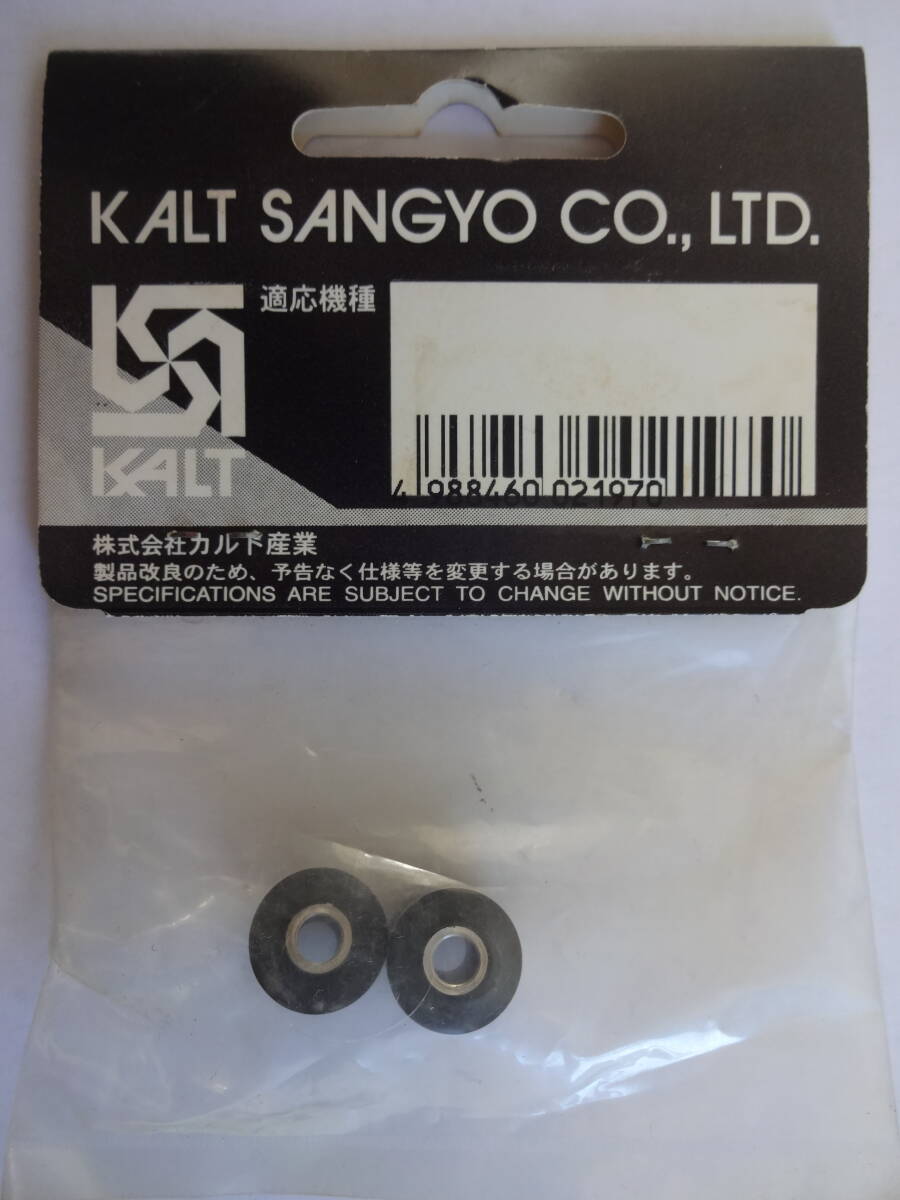 KALT SANGYO CO., LTD.
適応機種
KALT
4 988460 021970
株式会社カルト産業
製品改良のため、予告なく仕様等を変更する場合があります。
SPECIFICATIONS ARE SUBJECT TO CHANGE WITHOUT NOTICE.